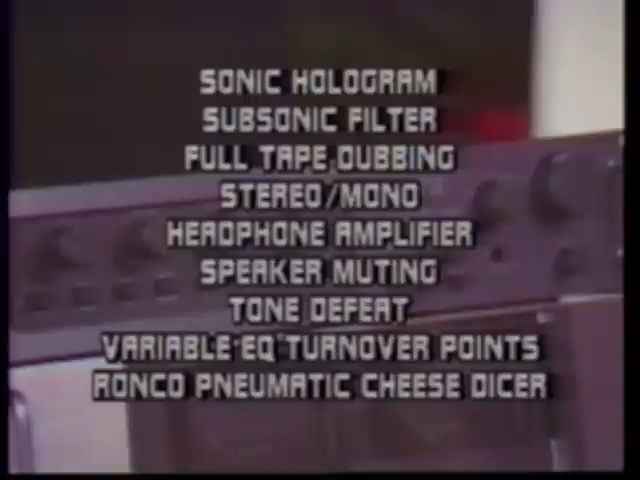 SONIC HOLOGRAM
SUBSONIC FILTER
FULL TAPE DUBBING
STEREO/MONO
HEADPHONE AMPLIFIER
SPEAKER MUTING
TONE DEFEAT
VARIABLE EQ TURNOVER POINTS
RONCO PNEUMATIC CHEESE DICER